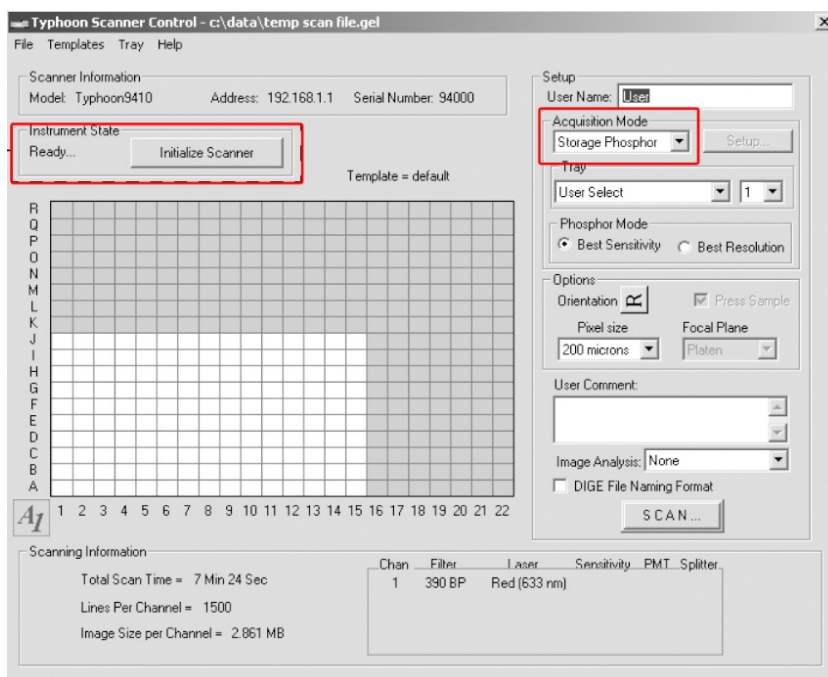 Typhoon Scanner Control - c:\data\temp scan file.gel
File Templates Tray Help
Scanner Information
Model: Typhoon9410 Address: 192.168.1.1 Serial Number: 94000
Instrument State
Ready... Initialize Scanner
Template = default
R
Q
P
O
N
M
L
K
J
I
H
G
F
E
D
C
B
A
A1 1 2 3 4 5 6 7 8 9 10 11 12 13 14 15 16 17 18 19 20 21 22
Setup
User Name: User
Acquisition Mode
Storage Phosphor Setup...
Tray
User Select 1
Phosphor Mode
Best Sensitivity Best Resolution
Options
Orientation R Press Sample
Pixel size Focal Plane
200 microns Platen
User Comment:
Image Analysis: None
DIGE File Naming Format
SCAN...
Scanning Information
Total Scan Time = 7 Min 24 Sec
Lines Per Channel = 1500
Image Size per Channel = 2.861 MB
Chan Filter Laser Sensitivity PMT Splitter
1 390 BP Red (633 nm)